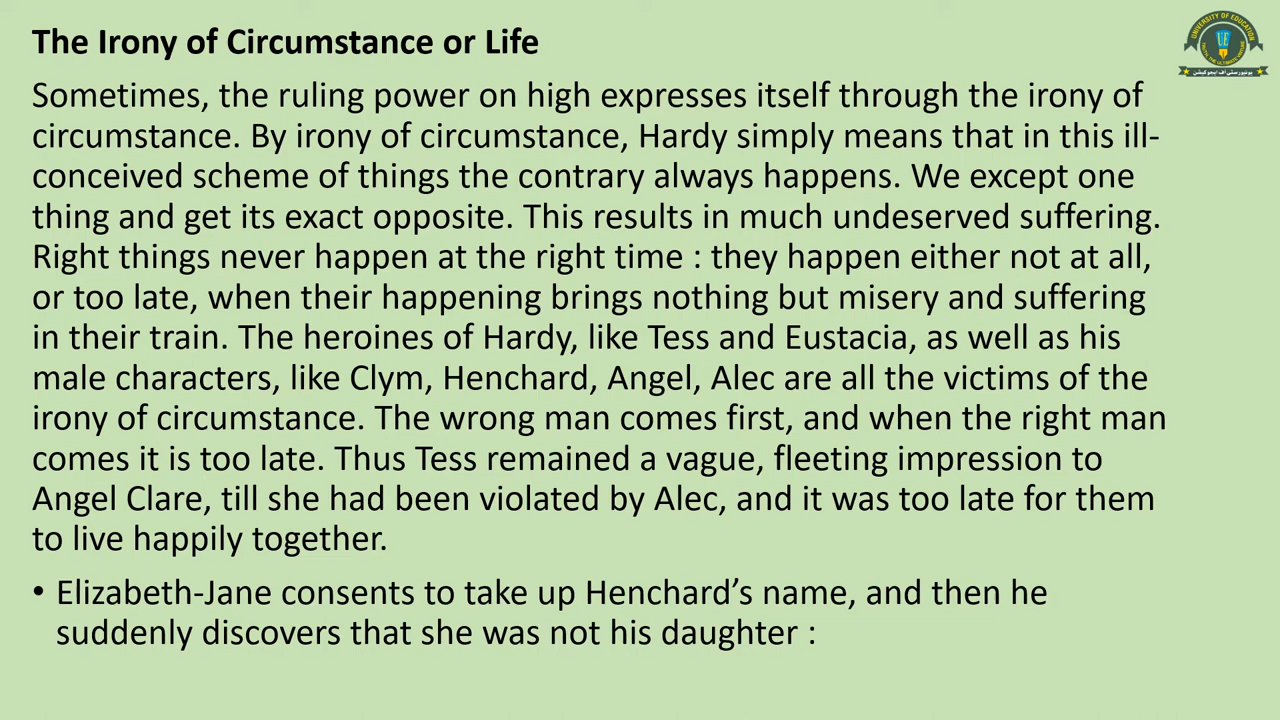 The Irony of Circumstance or Life
Sometimes, the ruling power on high expresses itself through the irony of
circumstance. By irony of circumstance, Hardy simply means that in this ill-
conceived scheme of things the contrary always happens. We except one
thing and get its exact opposite. This results in much undeserved suffering.
Right things never happen at the right time : they happen either not at all,
or too late, when their happening brings nothing but misery and suffering
in their train. The heroines of Hardy, like Tess and Eustacia, as well as his
male characters, like Clym, Henchard, Angel, Alec are all the victims of the
irony of circumstance. The wrong man comes first, and when the right man
comes it is too late. Thus Tess remained a vague, fleeting impression to
Angel Clare, till she had been violated by Alec, and it was too late for them
to live happily together.
• Elizabeth-Jane consents to take up Henchard’s name, and then he
suddenly discovers that she was not his daughter :
UNIVERSITY OF EDUCATION
UE
یونیورسٹی آف ایجوکیشن